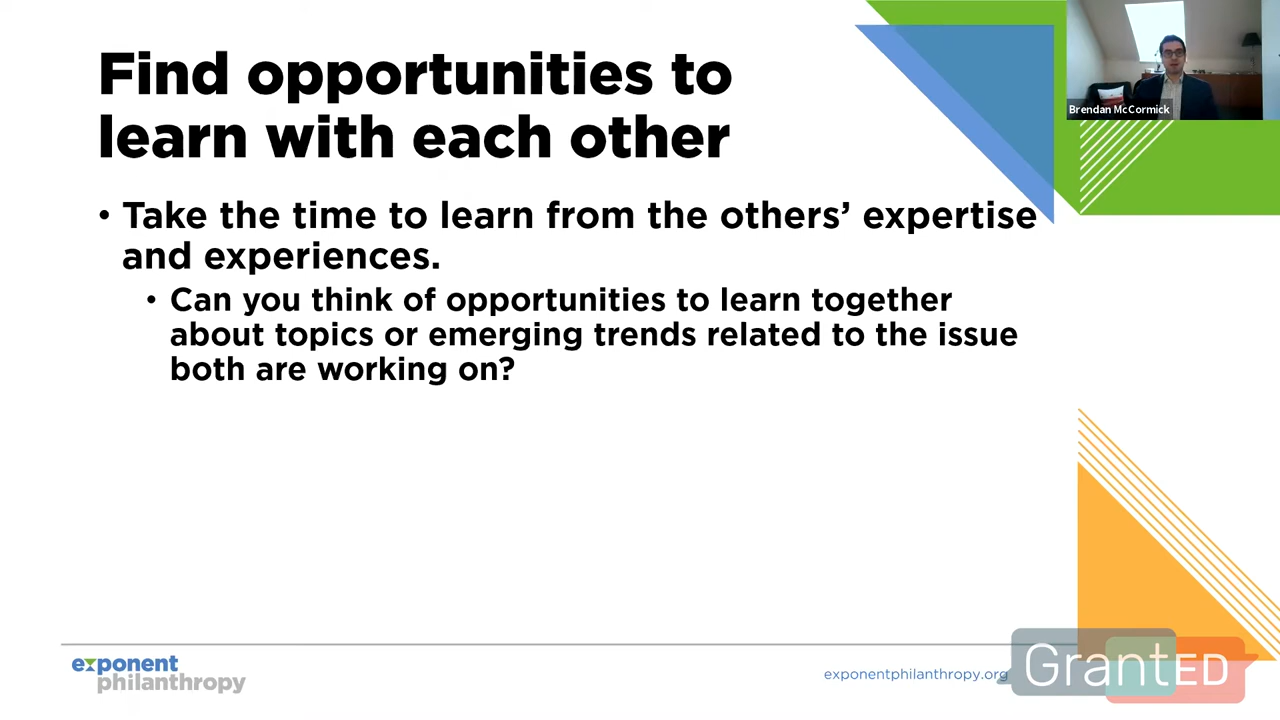 Find opportunities to
learn with each other
• Take the time to learn from the others’ expertise
and experiences.
• Can you think of opportunities to learn together
about topics or emerging trends related to the issue
both are working on?
Brendan McCormick
exponent
philanthropy
exponentphilanthropy.org
GrantED